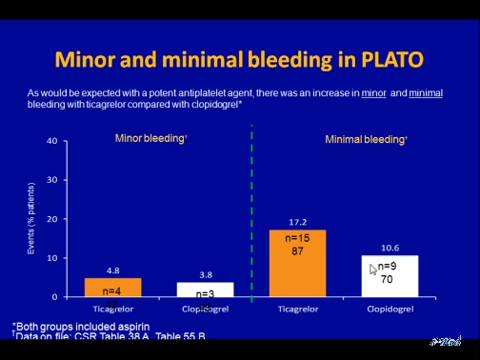 Minor and minimal bleeding in PLATO
As would be expected with a potent antiplatelet agent, there was an increase in minor and minimal
bleeding with ticagrelor compared with clopidogrel*
Minor bleeding†
Minimal bleeding†
Events (% patients)
40
30
20
10
0
4.8
n=4
3.8
n=3
17.2
n=15
87
10.6
n=9
70
Ticagrelor
Clopidogrel
Ticagrelor
Clopidogrel
*Both groups included aspirin
†Data on file: CSR Table 38 A, Table 55 B